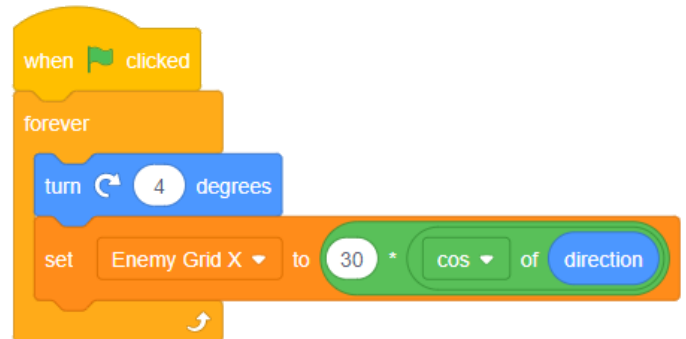 when clicked
forever
turn 4 degrees
set Enemy Grid X to 30 * cos of direction